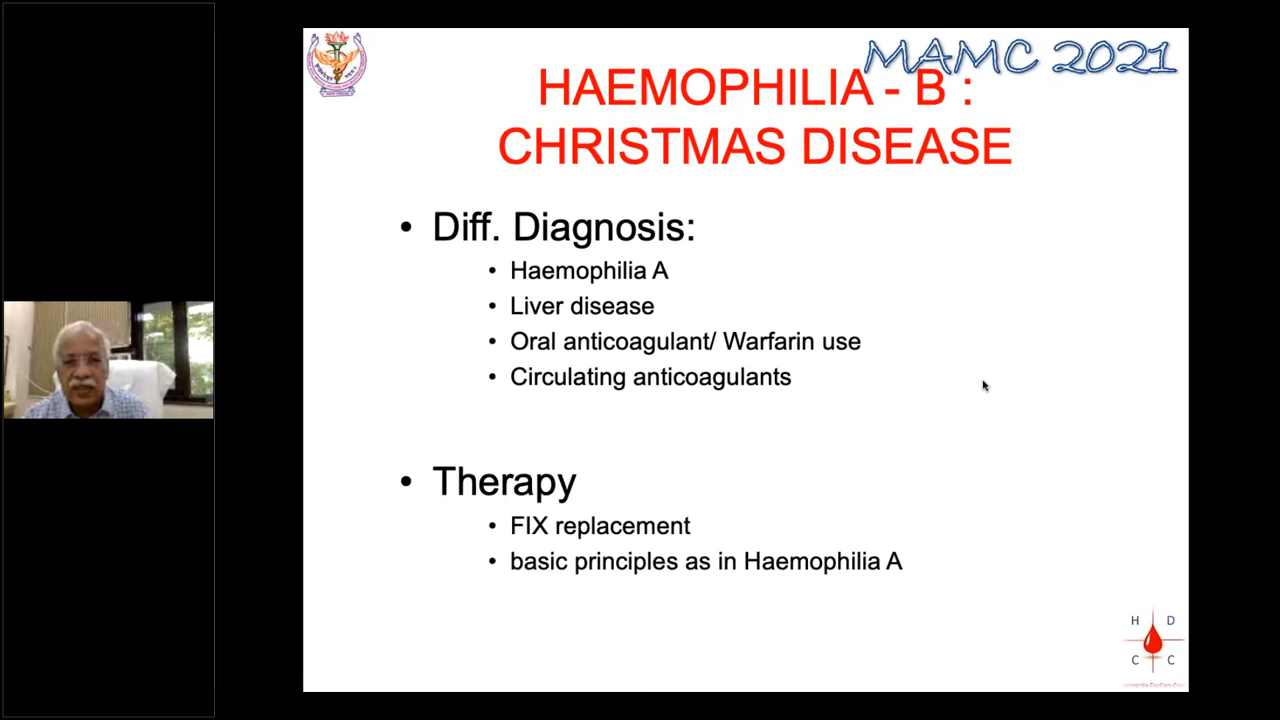 MAMC 2021
HAEMOPHILIA - B :
CHRISTMAS DISEASE
• Diff. Diagnosis:
• Haemophilia A
• Liver disease
• Oral anticoagulant/ Warfarin use
• Circulating anticoagulants
• Therapy
• FIX replacement
• basic principles as in Haemophilia A
H D
C C